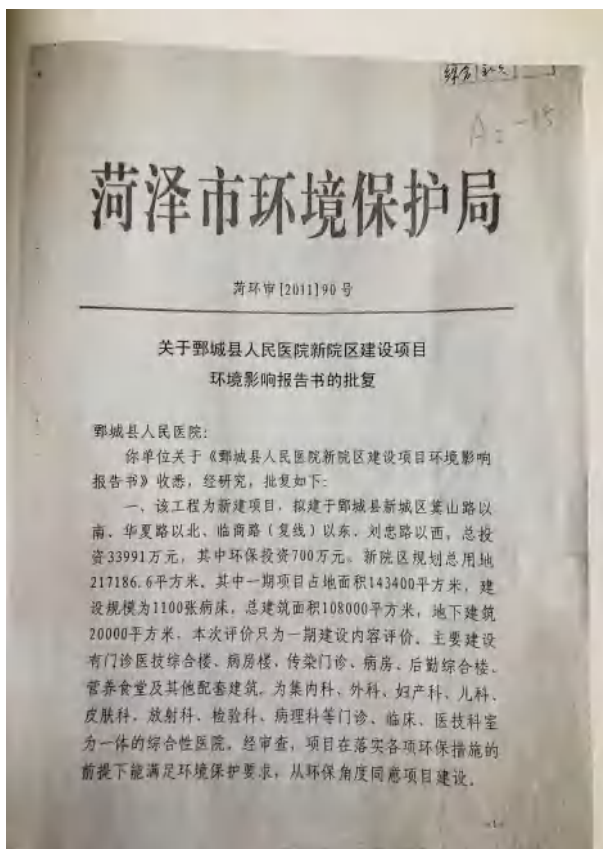 综合
A2-15
菏泽市环境保护局
菏环审[2011]90号
关于鄄城县人民医院新院区建设项目
环境影响报告书的批复
鄄城县人民医院:
你单位关于《鄄城县人民医院新院区建设项目环境影响
报告书》收悉,经研究,批复如下:
一、该工程为新建项目,拟建于鄄城县新城区箕山路以
南、华夏路以北、临商路(复线)以东、刘忠路以西,总投
资33991万元,其中环保投资700万元。新院区规划总用地
217186.6平方米、其中一期项目占地面积143400平方米,建
设规模为1100张病床,总建筑面积108000平方米,地下建筑
20000平方米,本次评价只为一期建设内容评价、主要建设
有门诊医技综合楼、病房楼,传染门诊、病房、后勤综合楼、
营养食堂及其他配套建筑,为集内科、外科,妇产科、儿科、
皮肤科、放射科、检验科、病理科等门诊、临床、医技科室
为一体的综合性医院,经审查,项目在落实各项环保措施的
前提下能满足环境保护要求,从环保角度同意项目建设。
-1-